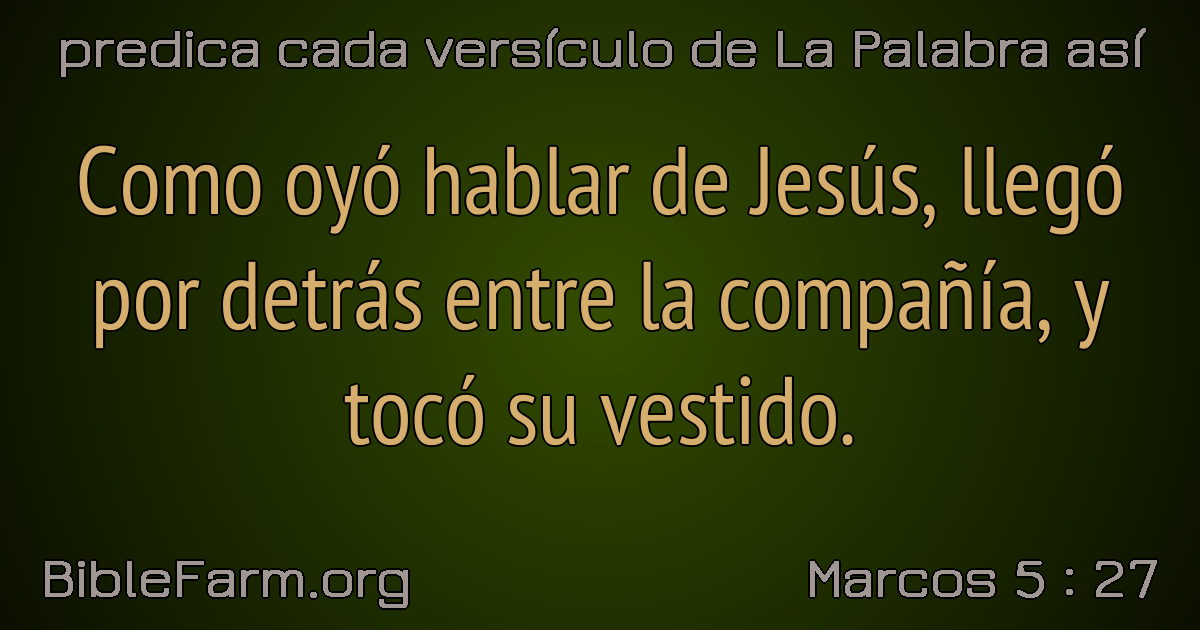 predica cada versículo de La Palabra así
Como oyó hablar de Jesús, llegó
por detrás entre la compañía, y
tocó su vestido.
BibleFarm.org
Marcos 5 : 27